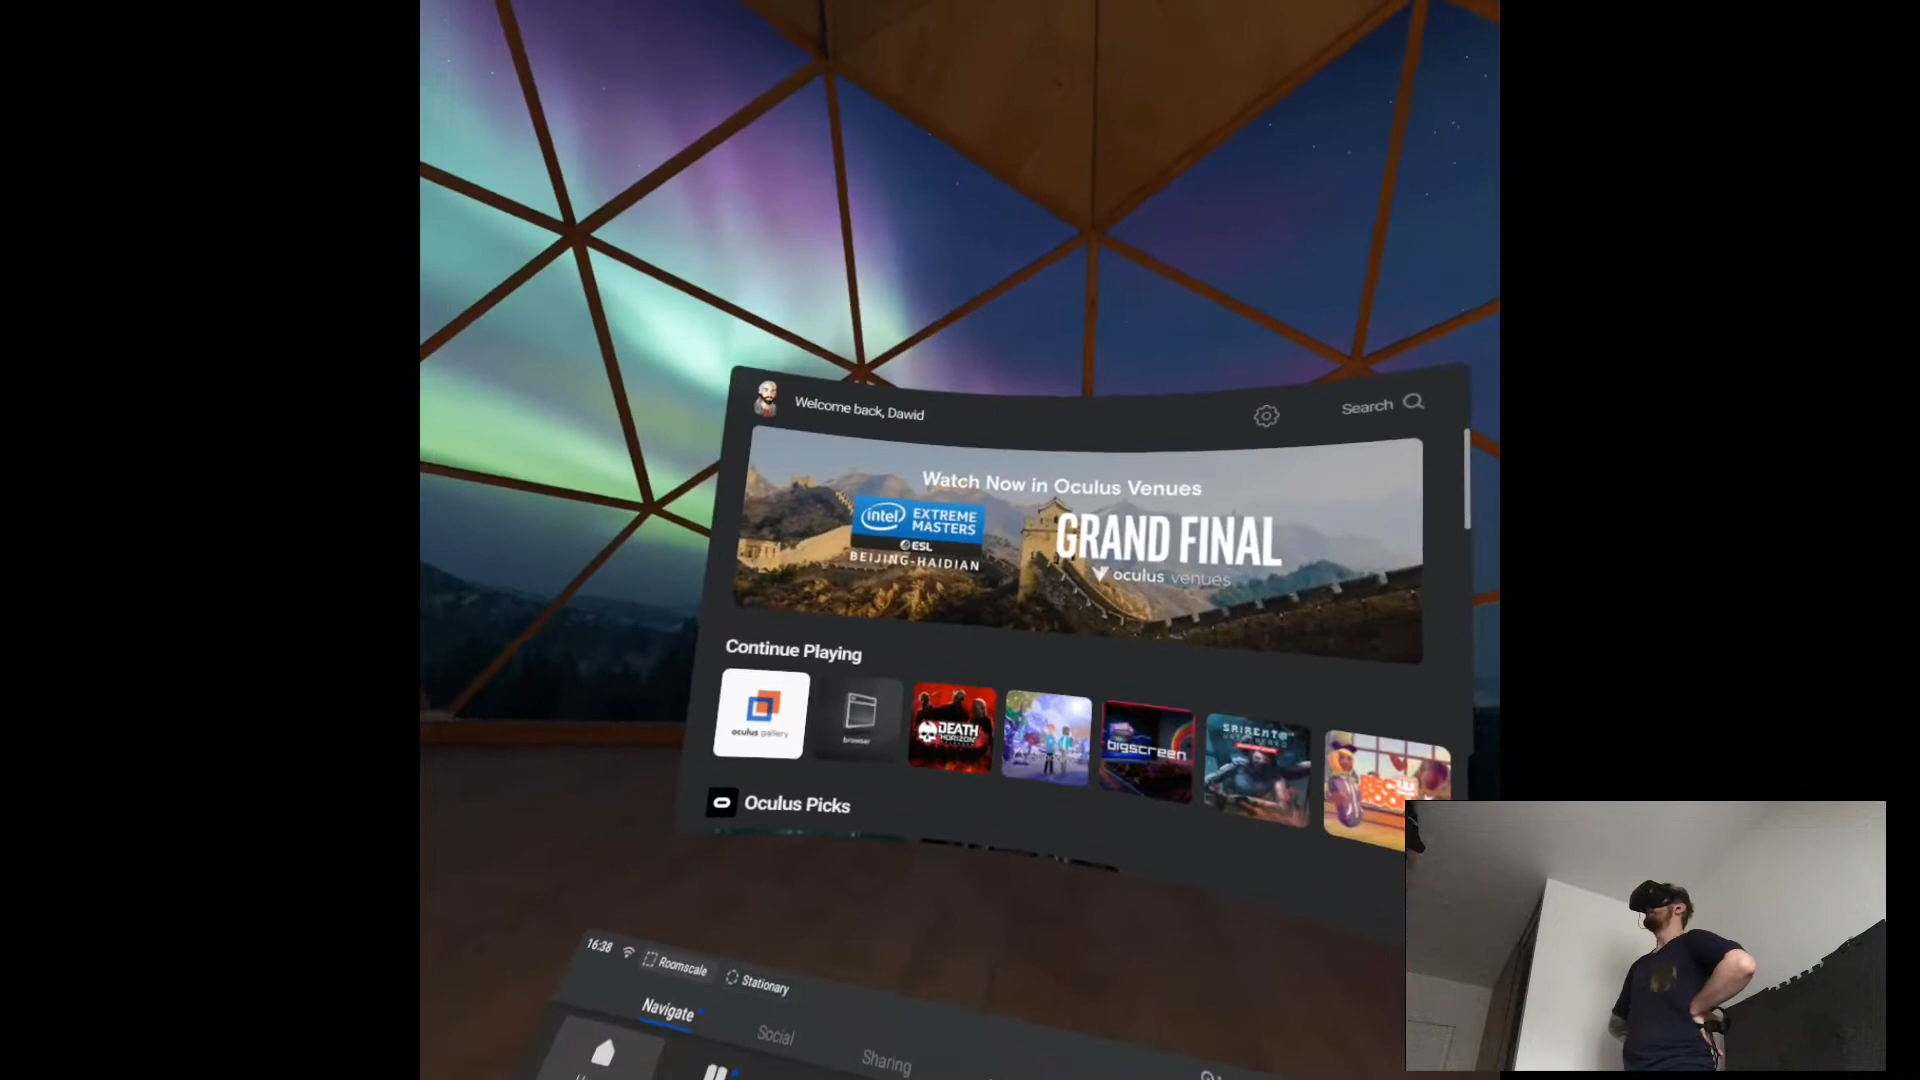 Welcome back, Dawid
Search
Watch Now in Oculus Venues
intel EXTREME MASTERS
ESL
BEIJING-HAIDIAN
GRAND FINAL
oculus venues
Continue Playing
oculus gallery
browser
DEATH HORIZON
bigscreen
Oculus Picks
16:38
Roomscale
Stationary
Navigate
Social
Sharing